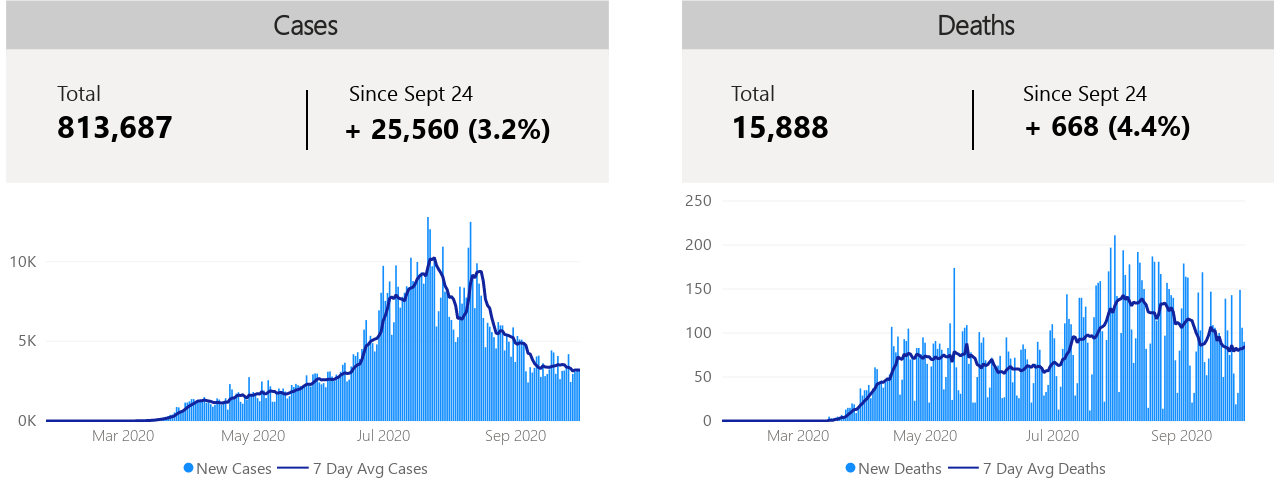 Cases
Total
813,687
Since Sept 24
+ 25,560 (3.2%)
10K
5K
0K
Mar 2020 May 2020 Jul 2020 Sep 2020
New Cases 7 Day Avg Cases
Deaths
Total
15,888
Since Sept 24
+ 668 (4.4%)
250
200
150
100
50
0
Mar 2020 May 2020 Jul 2020 Sep 2020
New Deaths 7 Day Avg Deaths